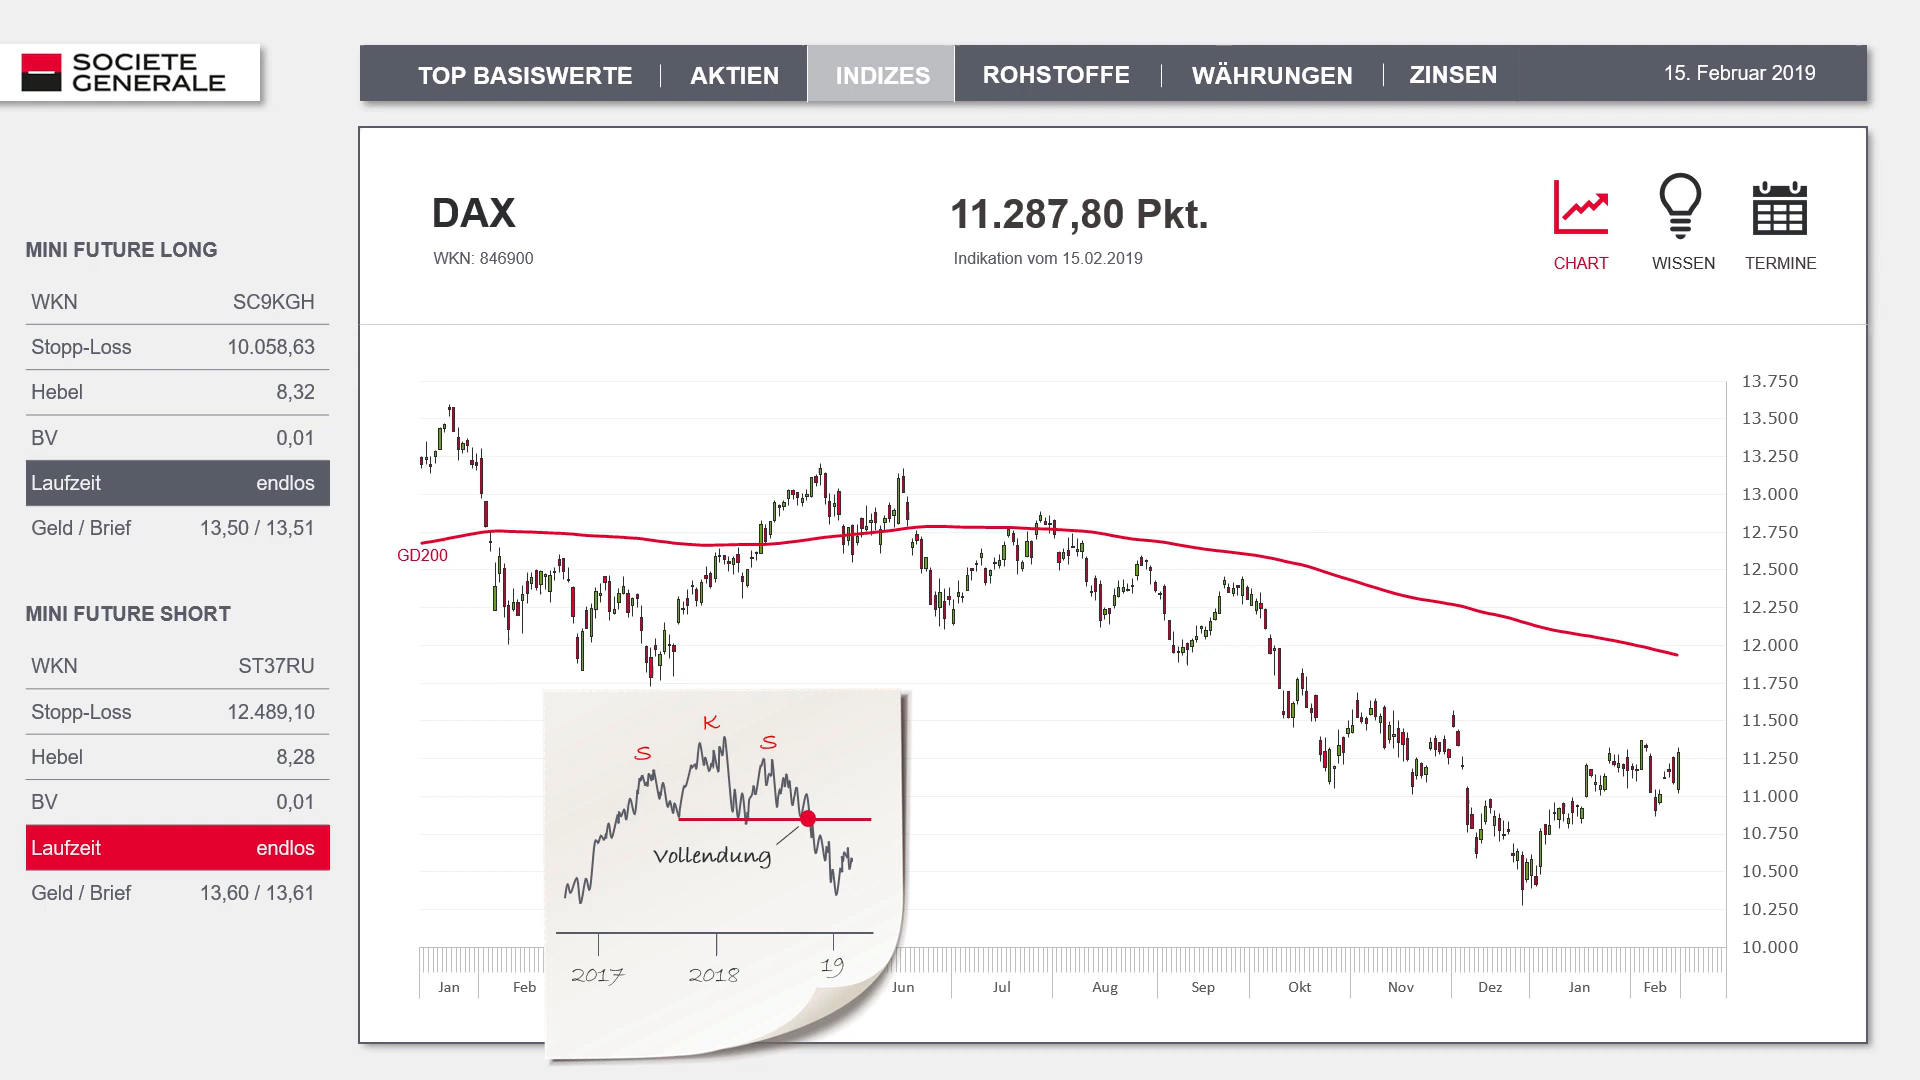 SOCIETE
GENERALE
TOP BASISWERTE
AKTIEN
INDIZES
ROHSTOFFE
WÄHRUNGEN
ZINSEN
15. Februar 2019
DAX
WKN: 846900
11.287,80 Pkt.
Indikation vom 15.02.2019
CHART
WISSEN
TERMINE
MINI FUTURE LONG
WKN SC9KGH
Stopp-Loss 10.058,63
Hebel 8,32
BV 0,01
Laufzeit endlos
Geld / Brief 13,50 / 13,51
MINI FUTURE SHORT
WKN ST37RU
Stopp-Loss 12.489,10
Hebel 8,28
BV 0,01
Laufzeit endlos
Geld / Brief 13,60 / 13,61
GD200
13.750
13.500
13.250
13.000
12.750
12.500
12.250
12.000
11.750
11.500
11.250
11.000
10.750
10.500
10.250
10.000
Jan Feb Jun Jul Aug Sep Okt Nov Dez Jan Feb
S K S
Vollendung
2017 2018 19